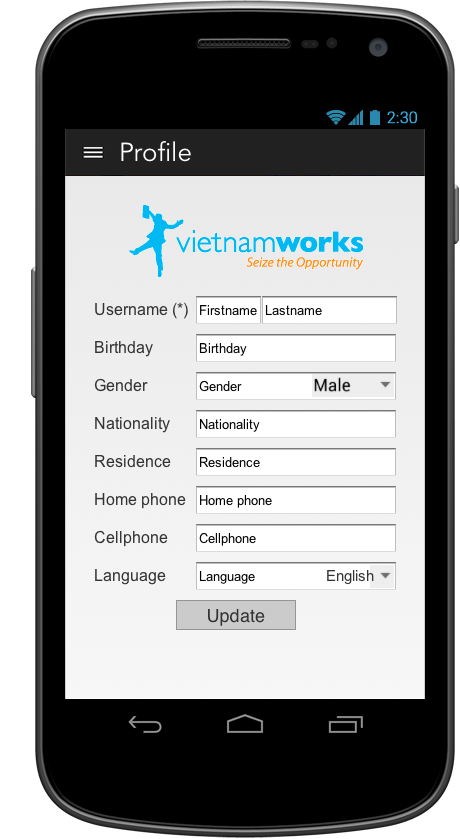 2:30
Profile
vietnamworks
Seize the Opportunity
Username (*) Firstname Lastname
Birthday Birthday
Gender Gender Male
Nationality Nationality
Residence Residence
Home phone Home phone
Cellphone Cellphone
Language Language English
Update